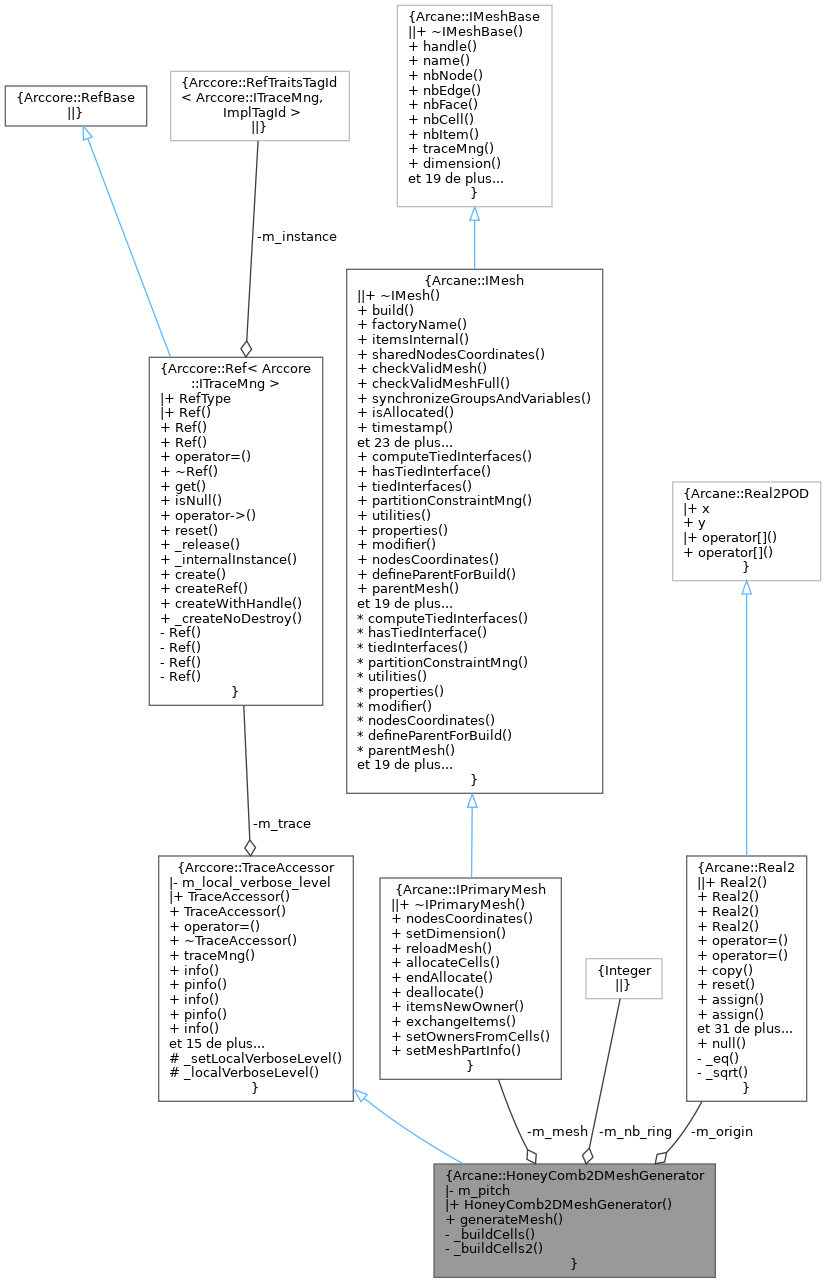 {Arcane::IMeshBase
||+ ~IMeshBase()
+ handle()
+ name()
+ nbNode()
+ nbEdge()
+ nbFace()
+ nbCell()
+ nbItem()
+ traceMng()
+ dimension()
et 19 de plus...
}
{Arccore::RefTraitsTagId
< Arccore::ITraceMng,
ImplTagId >
||}
{Arccore::RefBase
||}
-m_instance
{Arcane::IMesh
||+ ~IMesh()
+ build()
+ factoryName()
+ itemsInternal()
+ sharedNodesCoordinates()
+ checkValidMesh()
+ checkValidMeshFull()
+ synchronizeGroupsAndVariables()
+ isAllocated()
+ timestamp()
et 23 de plus...
+ computeTiedInterfaces()
+ hasTiedInterface()
+ tiedInterfaces()
+ partitionConstraintMng()
+ utilities()
+ properties()
+ modifier()
+ nodesCoordinates()
+ defineParentForBuild()
+ parentMesh()
et 19 de plus...
* computeTiedInterfaces()
* hasTiedInterface()
* tiedInterfaces()
* partitionConstraintMng()
* utilities()
* properties()
* modifier()
* nodesCoordinates()
* defineParentForBuild()
* parentMesh()
et 19 de plus...
}
{Arccore::Ref< Arccore
::ITraceMng >
|+ RefType
|+ Ref()
+ Ref()
+ Ref()
+ operator=()
+ ~Ref()
+ get()
+ isNull()
+ operator->()
+ reset()
+ _release()
+ _internalInstance()
+ create()
+ createRef()
+ createWithHandle()
+ _createNoDestroy()
- Ref()
- Ref()
- Ref()
- Ref()
}
{Arcane::Real2POD
|+ x
+ y
|+ operator[]()
+ operator[]()
}
-m_trace
{Arccore::TraceAccessor
|- m_local_verbose_level
|+ TraceAccessor()
+ TraceAccessor()
+ operator=()
+ ~TraceAccessor()
+ traceMng()
+ info()
+ pinfo()
+ info()
+ pinfo()
+ info()
et 15 de plus...
# _setLocalVerboseLevel()
# _localVerboseLevel()
}
{Arcane::IPrimaryMesh
||+ ~IPrimaryMesh()
+ nodesCoordinates()
+ setDimension()
+ reloadMesh()
+ allocateCells()
+ endAllocate()
+ deallocate()
+ itemsNewOwner()
+ exchangeItems()
+ setOwnersFromCells()
+ setMeshPartInfo()
}
{Integer
||}
{Arcane::Real2
||+ Real2()
+ Real2()
+ Real2()
+ Real2()
+ operator=()
+ operator=()
+ copy()
+ reset()
+ assign()
+ assign()
et 31 de plus...
+ null()
- _eq()
- _sqrt()
}
-m_mesh
-m_nb_ring
-m_origin
{Arcane::HoneyComb2DMeshGenerator
|- m_pitch
|+ HoneyComb2DMeshGenerator()
+ generateMesh()
- _buildCells()
- _buildCells2()
}